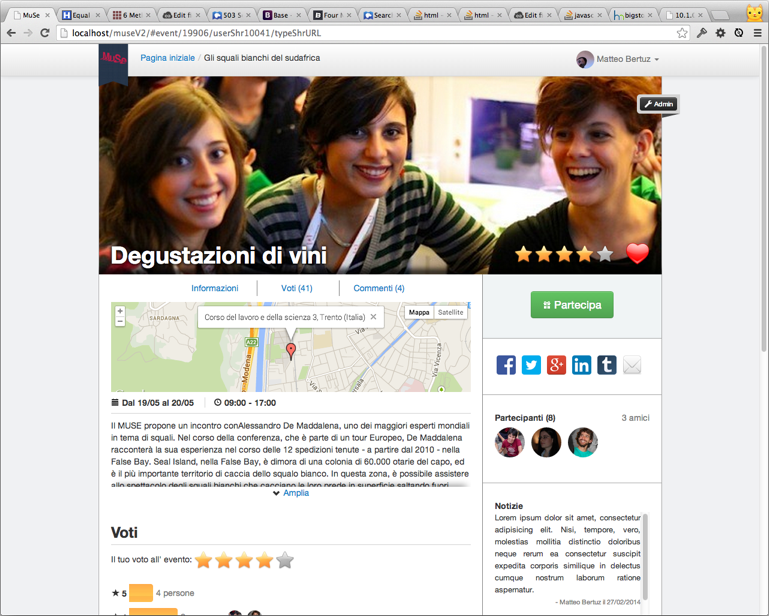 MuSe
Equal
6 Met
Edit fi
503 S
Base
Four M
Search
html -
html -
Edit fi
javasc
bigsto
10.1.0
localhost/museV2/#event/19906/userShr10041/typeShrURL
MuSe
Pagina iniziale / Gli squali bianchi del sudafrica
Matteo Bertuz
Admin
Degustazioni di vini
Informazioni
Voti (41)
Commenti (4)
Partecipa
SARDAGNA
Corso del lavoro e della scienza 3, Trento (Italia)
Mappa
Satellite
A22
Modena
Via Vicenza
Dal 19/05 al 20/05
09:00 - 17:00
Il MUSE propone un incontro conAlessandro De Maddalena, uno dei maggiori esperti mondiali
in tema di squali. Nel corso della conferenza, che è parte di un tour Europeo, De Maddalena
racconterà la sua esperienza nel corso delle 12 spedizioni tenute - a partire dal 2010 - nella
False Bay. Seal Island, nella False Bay, è dimora di una colonia di 60.000 otarie del capo, ed
è il più importante territorio di caccia dello squalo bianco. In questa zona, è possibile assistere
allo spettacolo degli squali bianchi che cacciano le loro prede in superficie saltando fuori
Amplia
Voti
Il tuo voto all' evento:
5
4 persone
Partecipanti (8)
3 amici
Notizie
Lorem ipsum dolor sit amet, consectetur
adipisicing elit. Nisi, tempore, vero,
molestias mollitia distinctio doloribus
neque rerum ea consectetur suscipit
expedita corporis similique in delectus
cumque nostrum laborum ratione
aspernatur.
- Matteo Bertuz il 27/02/2014